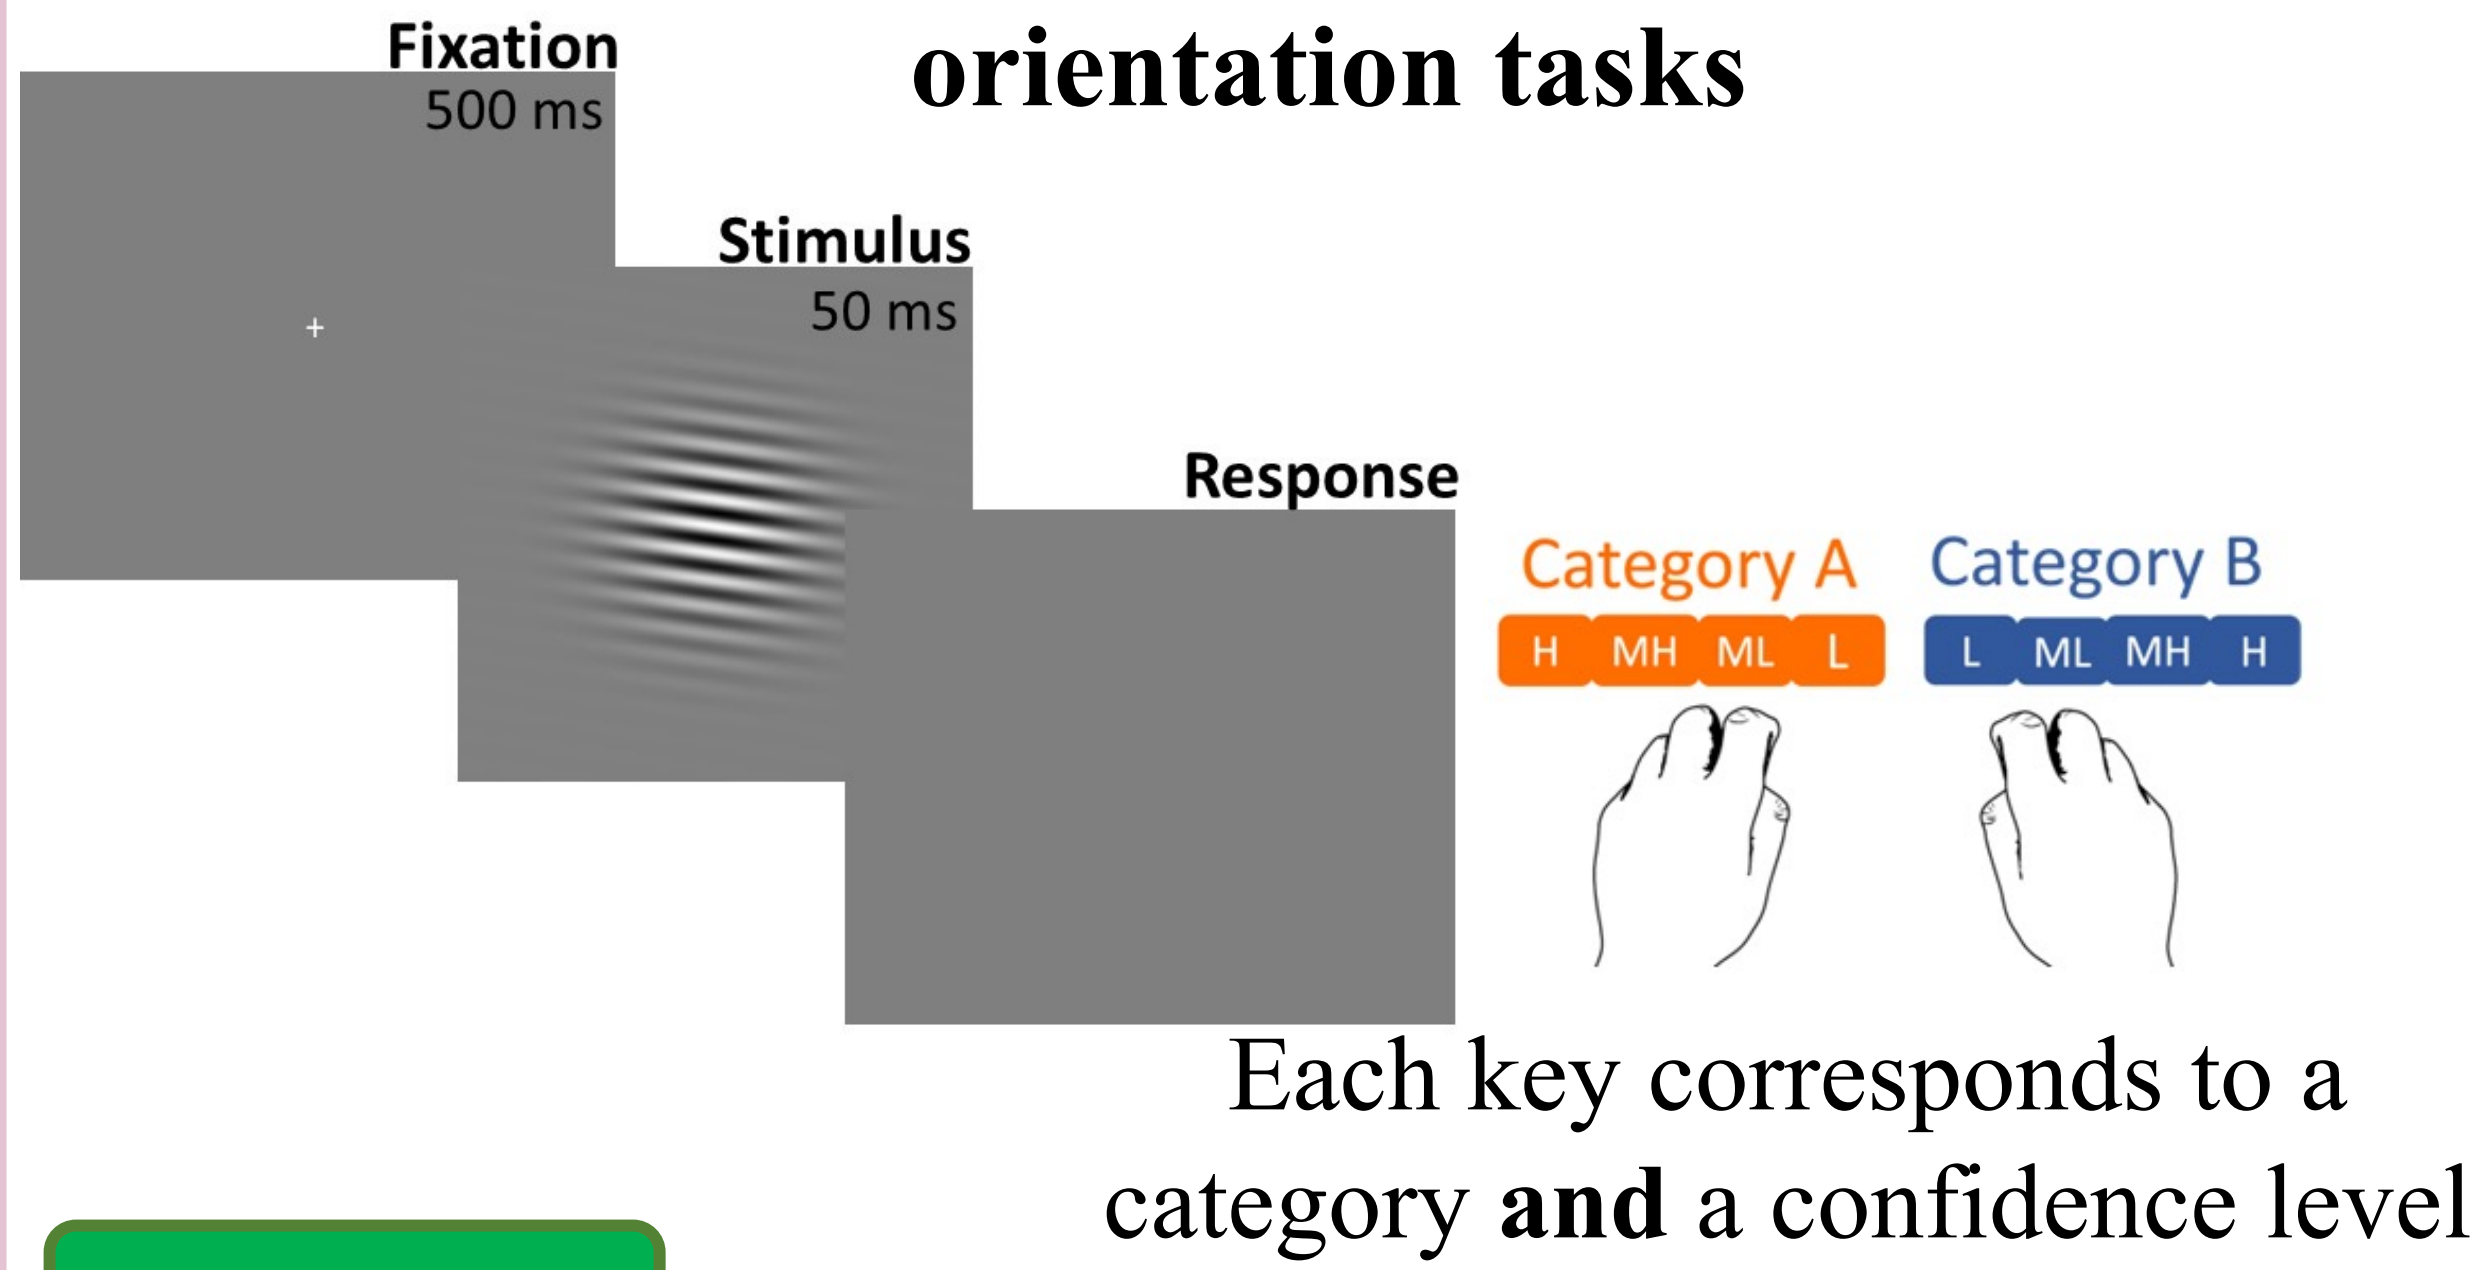 orientation tasks
Fixation
500 ms
Stimulus
50 ms
Response
Category A
H MH ML L
Category B
L ML MH H
Each key corresponds to a
category and a confidence level